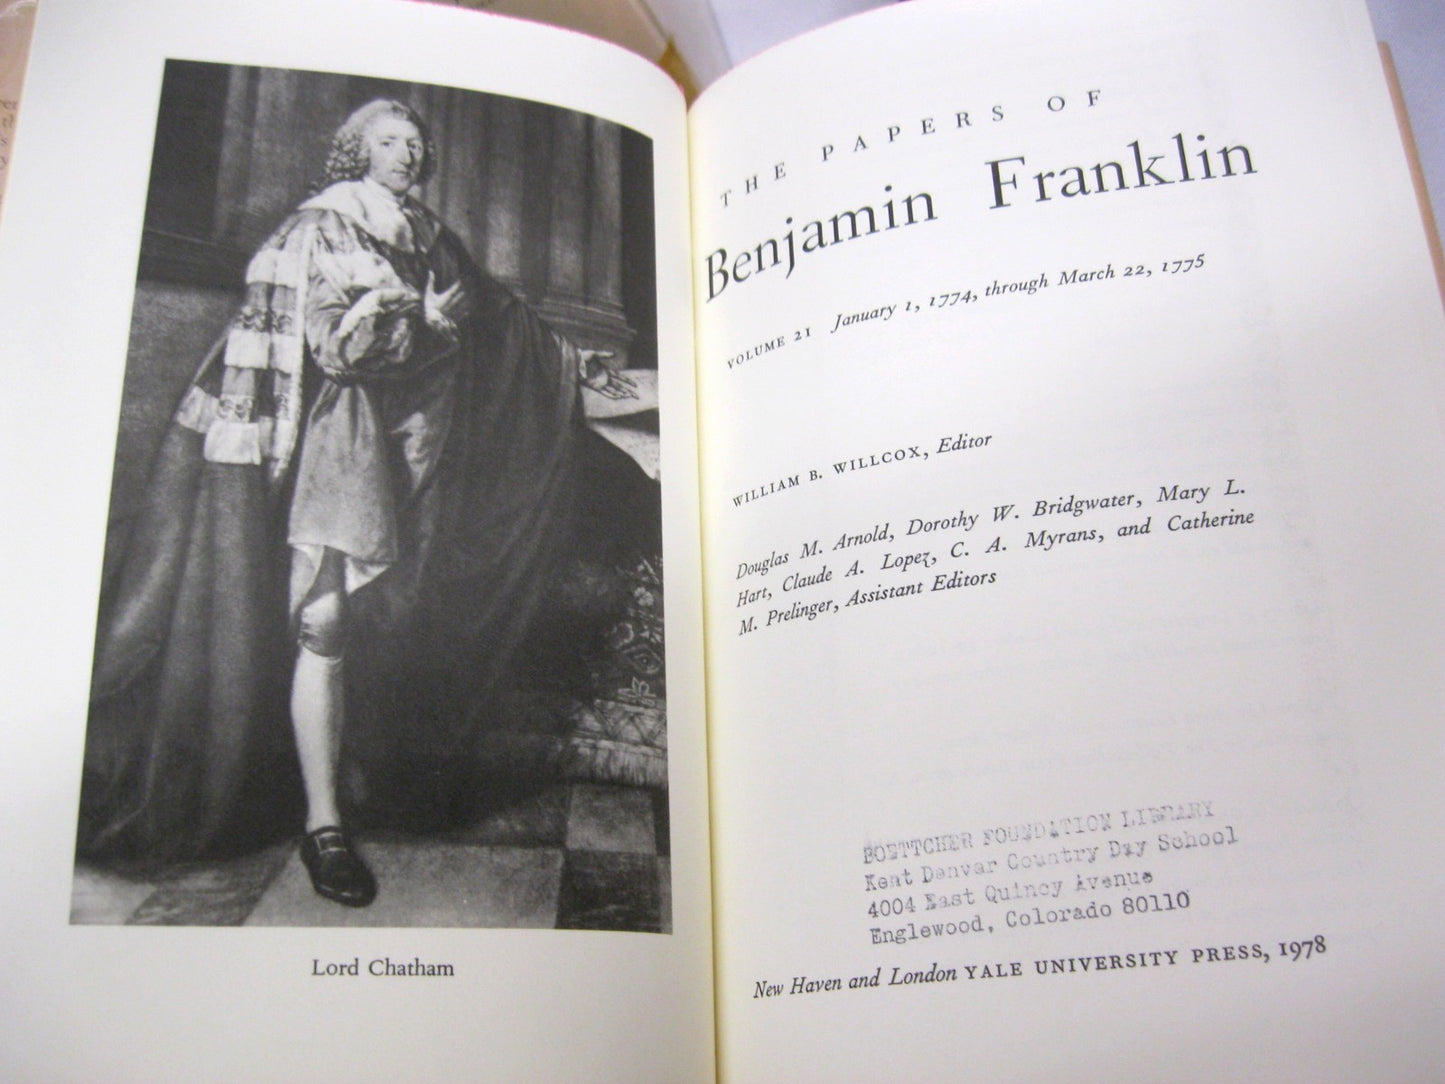 Lord Chatham
THE PAPERS OF
Benjamin Franklin
VOLUME 21 January 1, 1774, through March 22, 1775
WILLIAM B. WILLCOX, Editor
Douglas M. Arnold, Dorothy W. Bridgwater, Mary L.
Hart, Claude A. Lopez, C. A. Myrans, and Catherine
M. Prelinger, Assistant Editors
BOETTCHER FOUNDATION LIBRARY
Kent Denver Country Day School
4004 East Quincy Avenue
Englewood, Colorado 80110
New Haven and London YALE UNIVERSITY PRESS, 1978